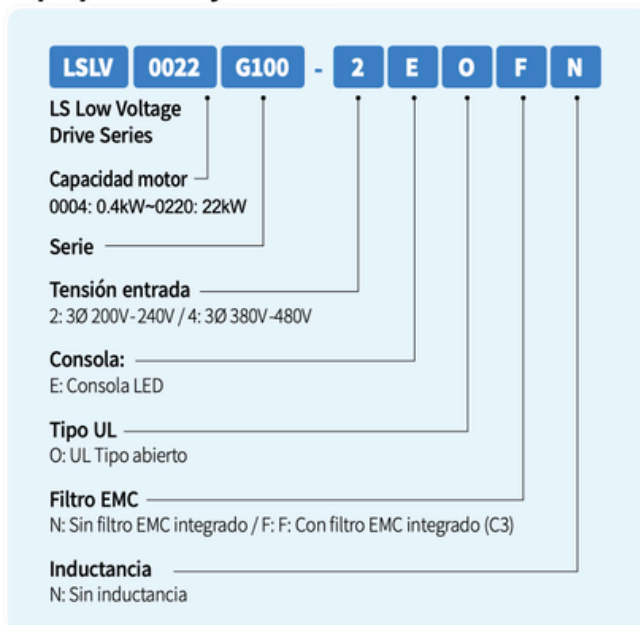 LSLV 0022 G100 - 2 E O F N
LS Low Voltage
Drive Series
Capacidad motor
0004: 0.4kW~0220: 22kW
Serie
Tensión entrada
2: 3Ø 200V-240V / 4: 3Ø 380V-480V
Consola:
E: Consola LED
Tipo UL
O: UL Tipo abierto
Filtro EMC
N: Sin filtro EMC integrado / F: F: Con filtro EMC integrado (C3)
Inductancia
N: Sin inductancia